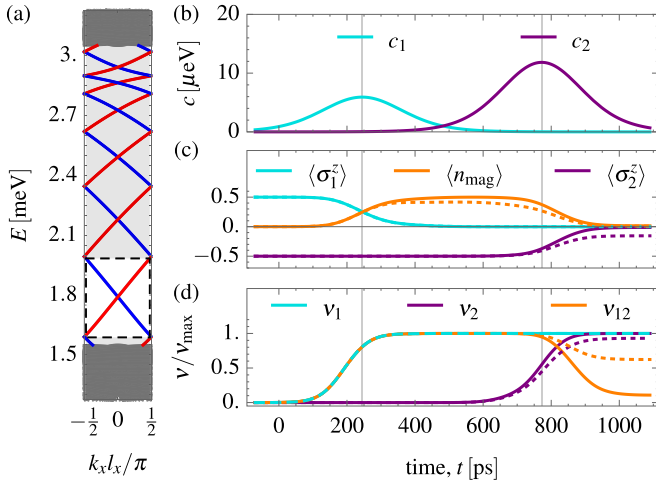 (a)
3.
2.7
2.4
2.1
1.8
1.5
E [meV]
−1/2 0 1/2
kₓlₓ/π
(b)
c₁ c₂
20
10
0
c [μeV]
(c)
⟨σ₁ᶻ⟩ ⟨n_mag⟩ ⟨σ₂ᶻ⟩
0.5
0.
−0.5
(d)
ν₁ ν₂ ν₁₂
1.
0.5
0.
ν/ν_max
0 200 400 600 800 1000
time, t [ps]